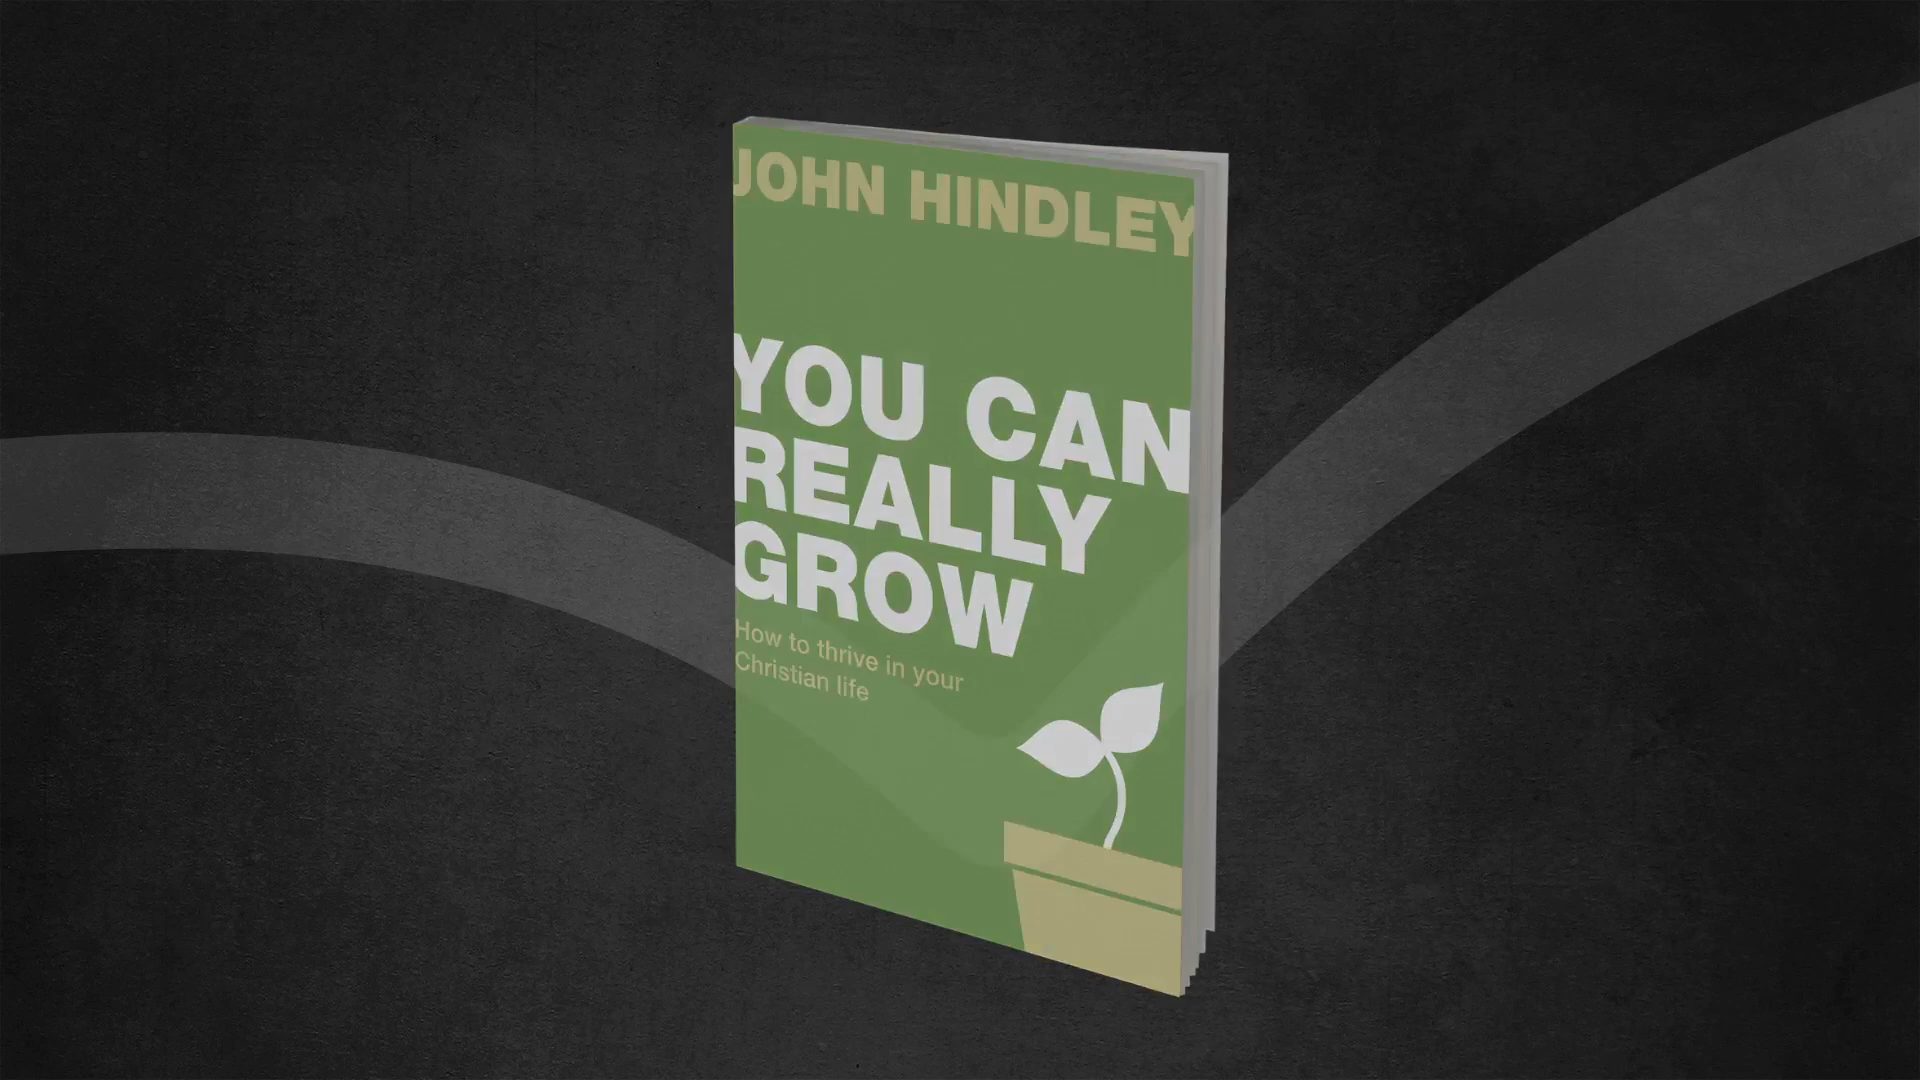 JOHN HINDLEY
YOU CAN
REALLY
GROW
How to thrive in your
Christian life